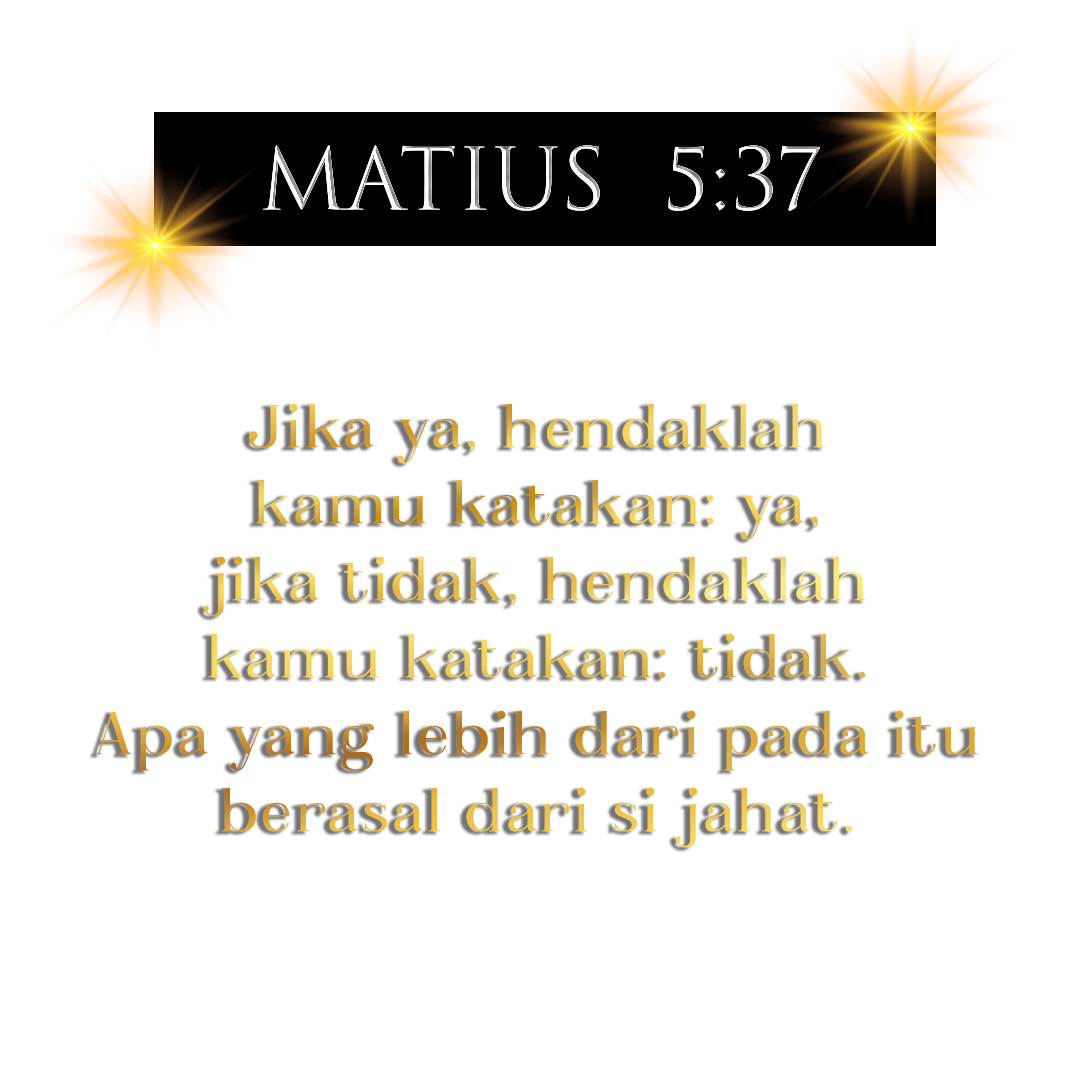 MATIUS 5:37
Jika ya, hendaklah
kamu katakan: ya,
jika tidak, hendaklah
kamu katakan: tidak.
Apa yang lebih dari pada itu
berasal dari si jahat.